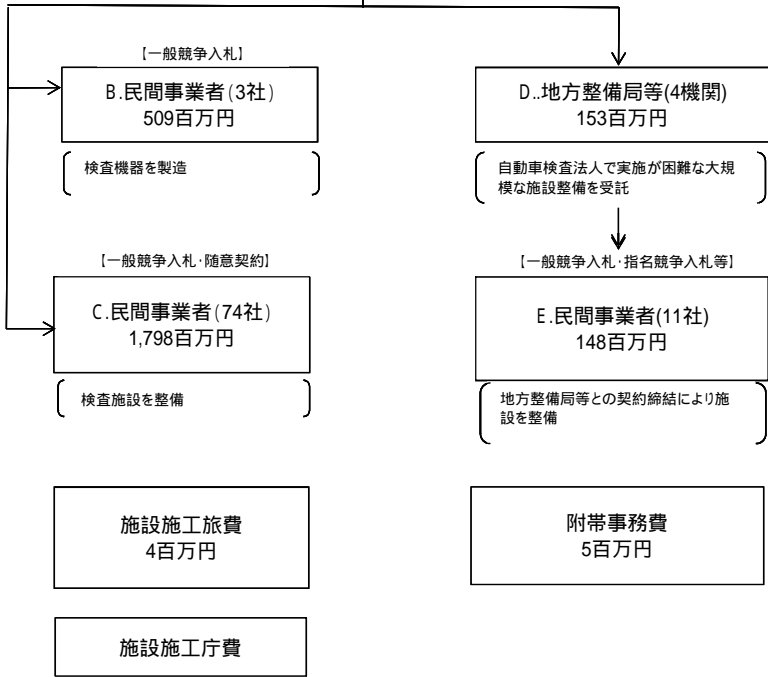 【一般競争入札】
B.民間事業者(3社)
509百万円
検査機器を製造
【一般競争入札・随意契約】
C.民間事業者(74社)
1,798百万円
検査施設を整備
施設施工旅費
4百万円
施設施工庁費
D..地方整備局等(4機関)
153百万円
自動車検査法人で実施が困難な大規
模な施設整備を受託
【一般競争入札・指名競争入札等】
E.民間事業者(11社)
148百万円
地方整備局等との契約締結により施
設を整備
附帯事務費
5百万円